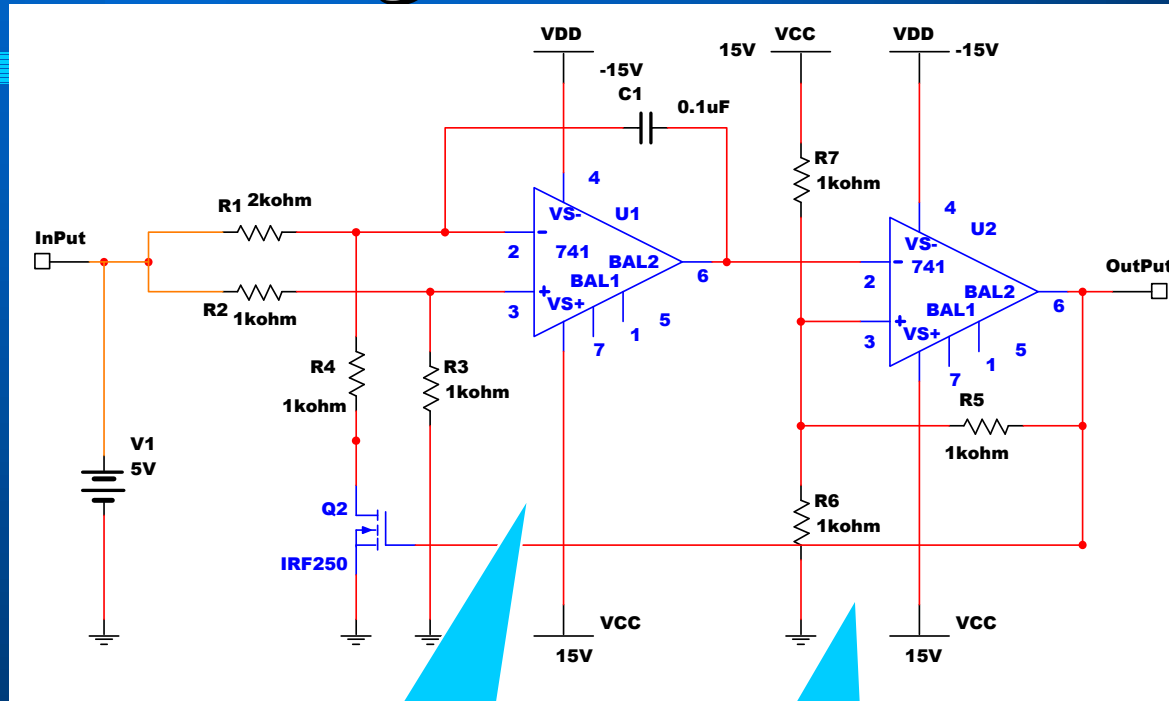 VDD
-15V
C1
0.1uF
VCC
15V
VDD
-15V
R7
1kohm
R1
2kohm
InPut
R2
1kohm
4
VS-
U1
-
2
741
BAL2
6
BAL1
+
VS+
3
5
1
7
4
VS-
U2
-
741
2
BAL2
6
OutPut
BAL1
+
VS+
3
5
1
7
R4
1kohm
R3
1kohm
R5
1kohm
V1
5V
Q2
IRF250
R6
1kohm
VCC
15V
VCC
15V